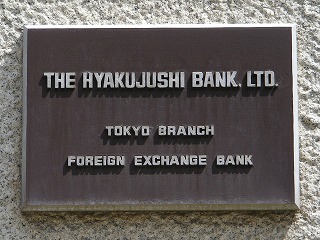 THE HYAKUJUSHI BANK, LTD.
TOKYO BRANCH
FOREIGN EXCHANGE BANK